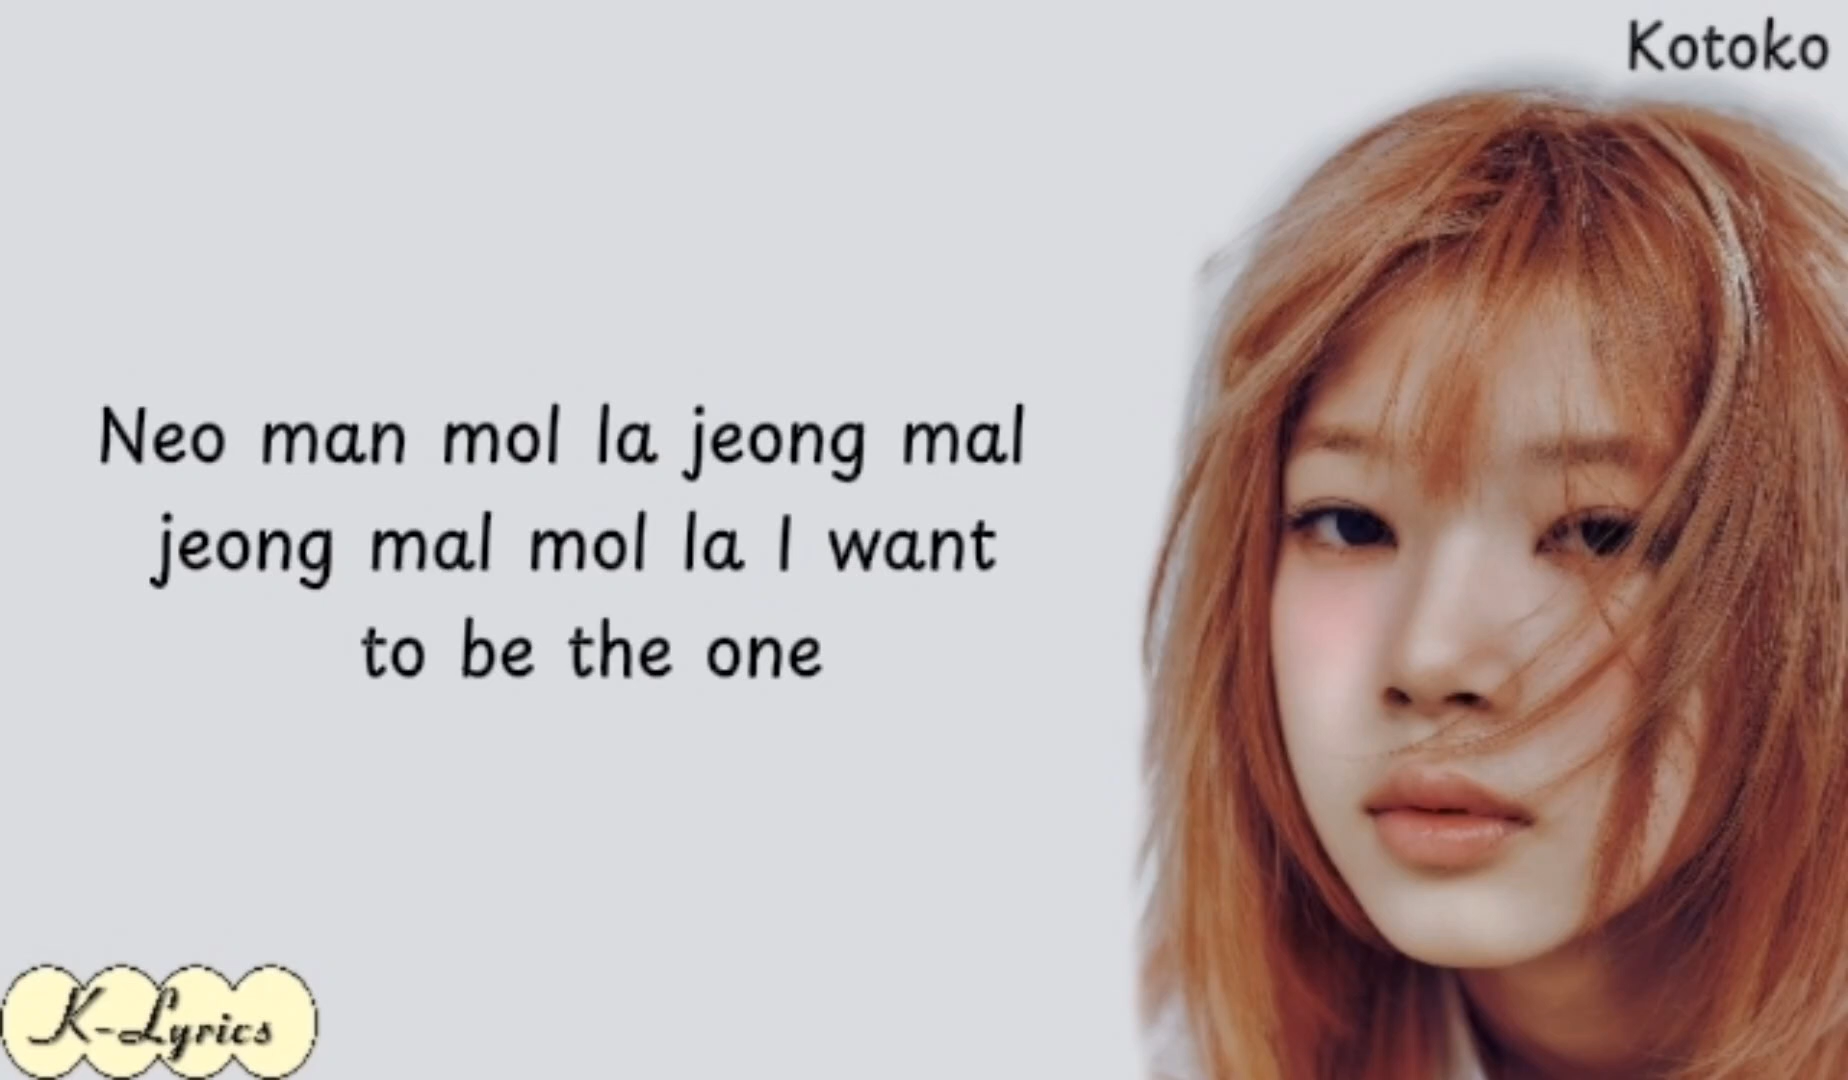 Kotoko
Neo man mol la jeong mal
jeong mal mol la I want
to be the one
K-Lyrics